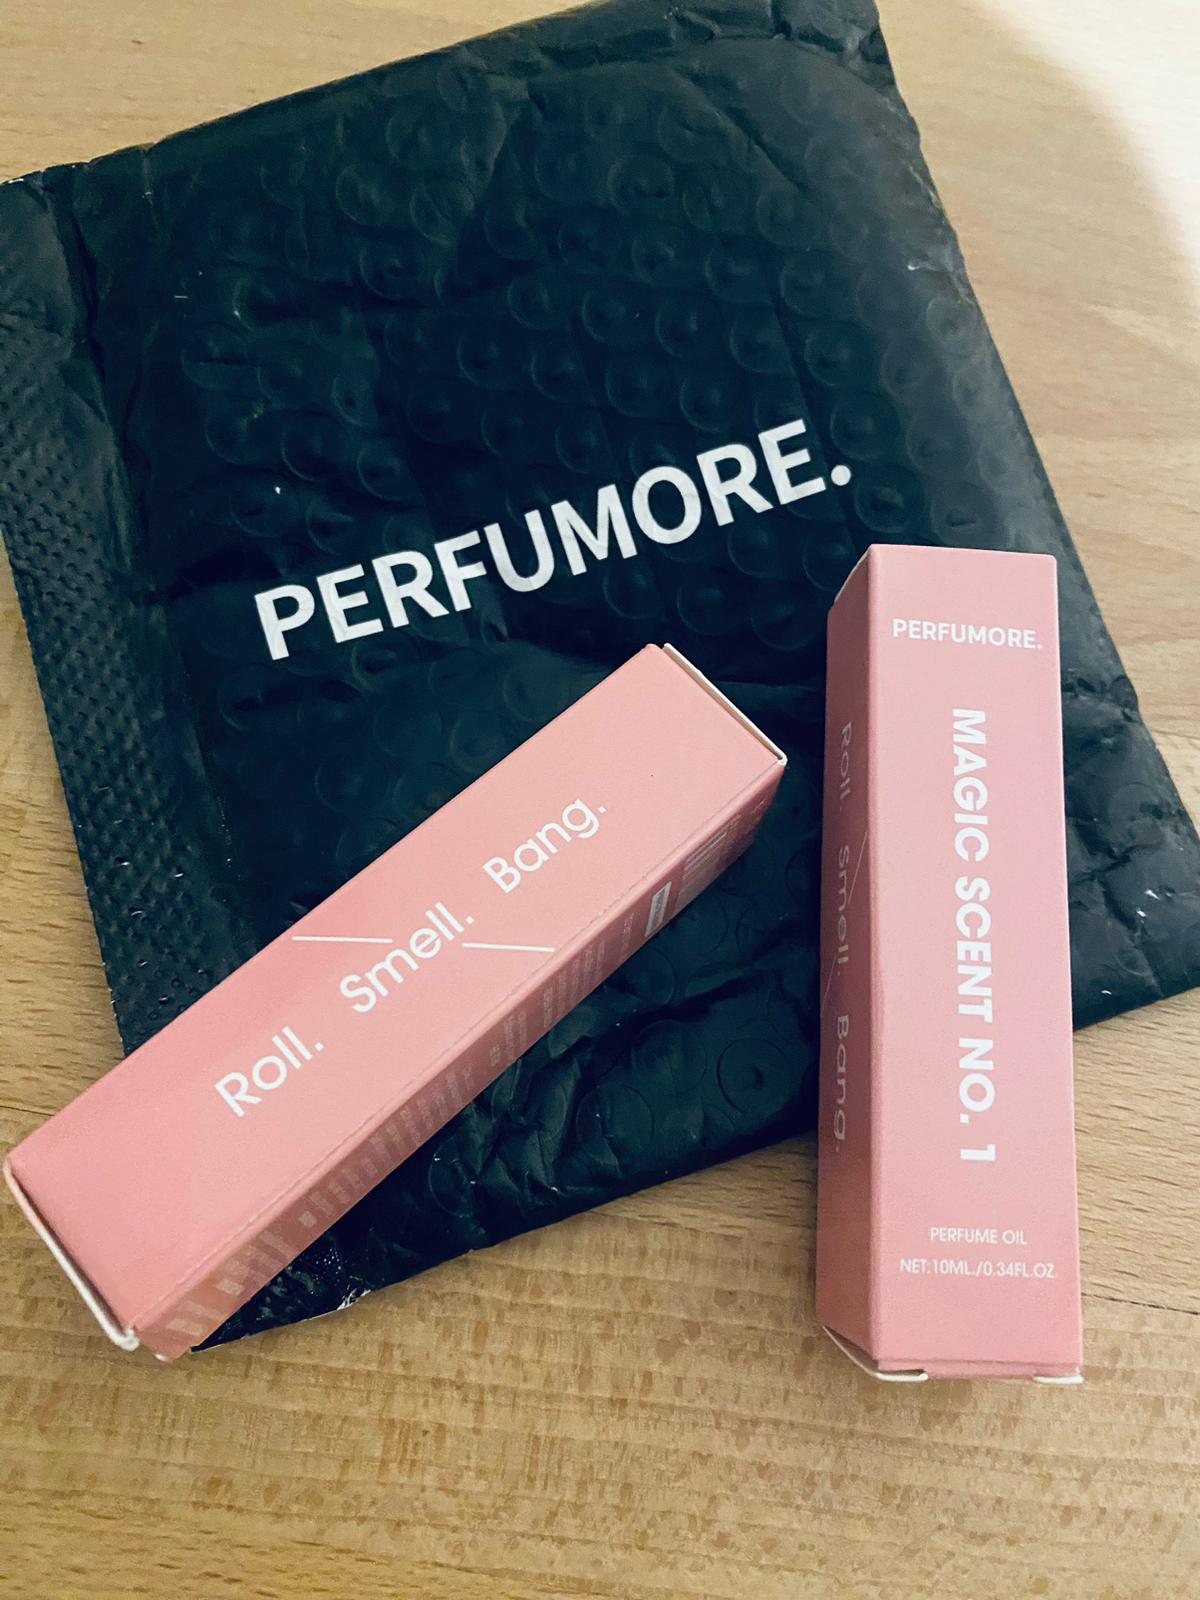 PERFUMORE.
Roll. Smell. Bang.
PERFUMORE.
MAGIC SCENT NO. 1
PERFUME OIL
NET:10ML./0.34FL.OZ.
Roll. Smell. Bang.